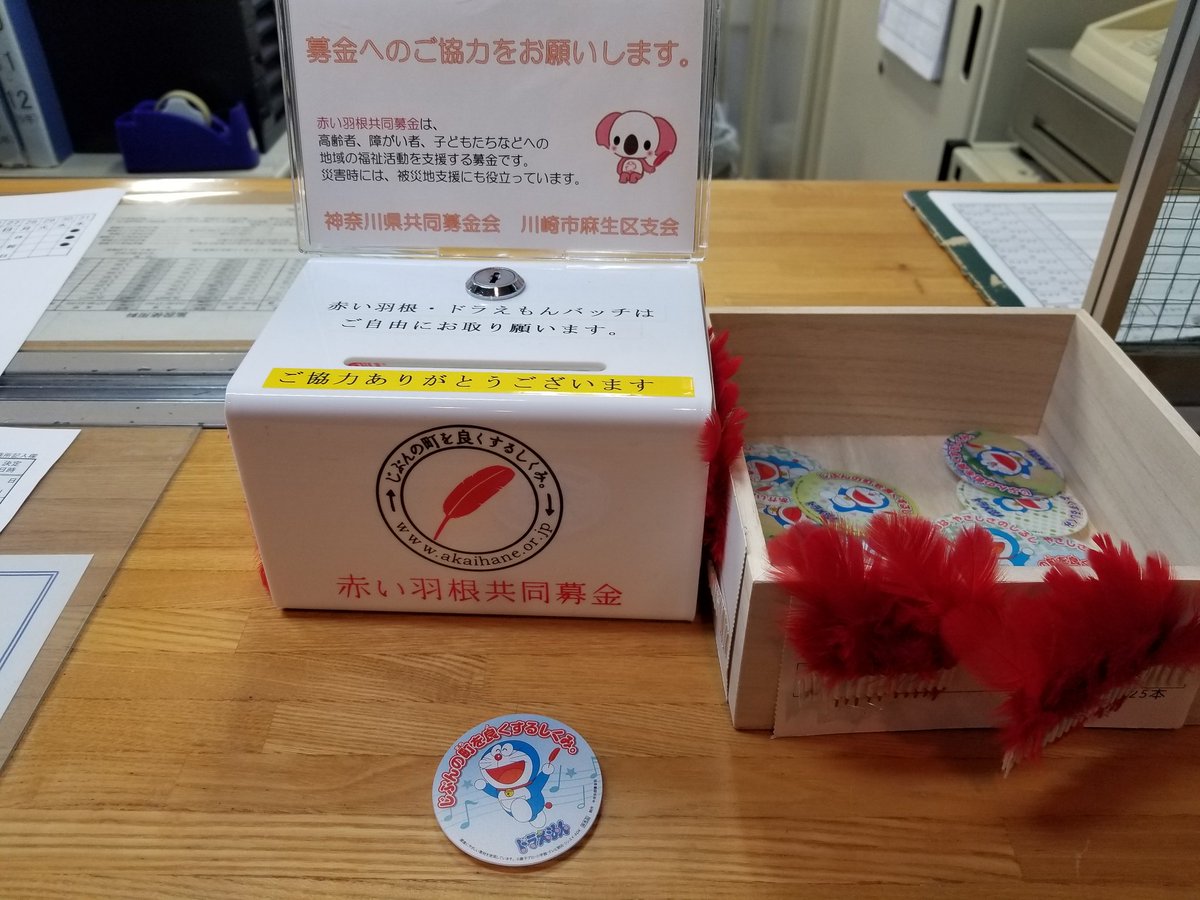 募金へのご協力をお願いします。
赤い羽根共同募金は、
高齢者、障がい者、子どもたちなどへの
地域の福祉活動を支援する募金です。
災害時には、被災地支援にも役立っています。
神奈川県共同募金会　川崎市麻生区支会
赤い羽根・ドラえもんバッチは
ご自由にお取り願います。
ご協力ありがとうございます
じぶんの町を良くするしくみ。
www.akaihane.or.jp
赤い羽根共同募金
じぶんの町を良くするしくみ。
ドラえもん
25本
12